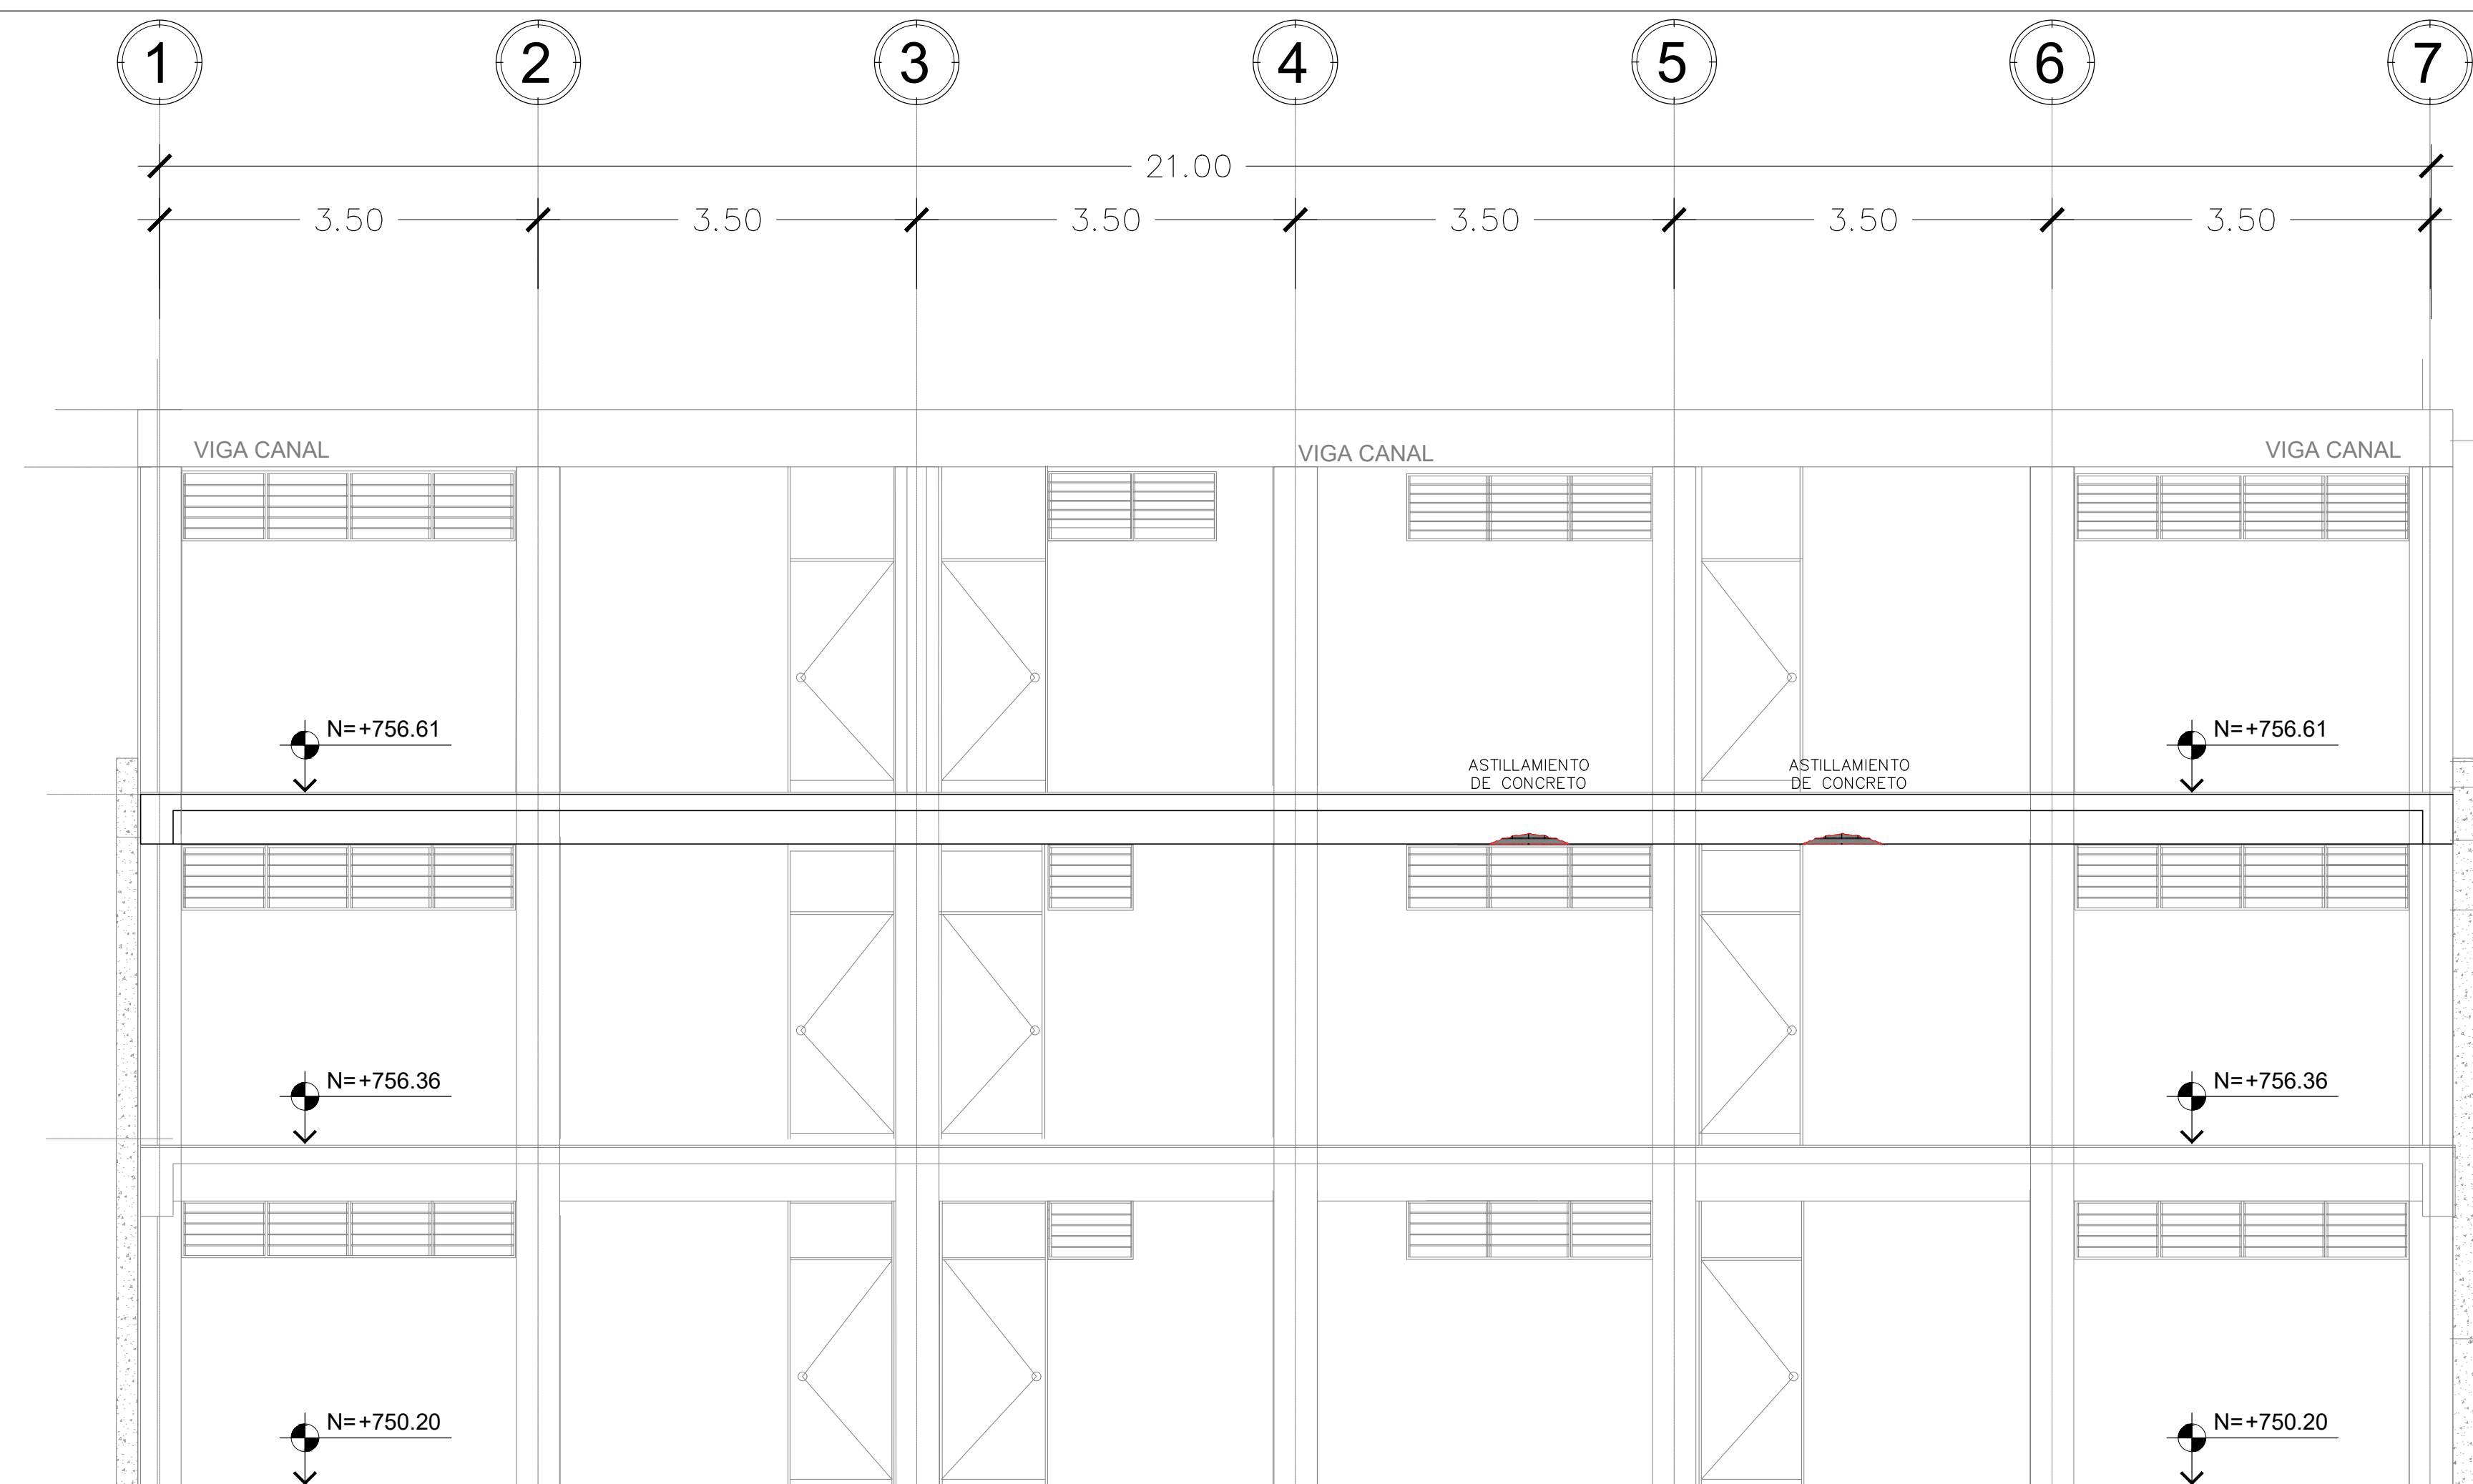 1 2 3 4 5 6 7
21.00
3.50 3.50 3.50 3.50 3.50 3.50
VIGA CANAL VIGA CANAL VIGA CANAL
N=+756.61 N=+756.61
ASTILLAMIENTO ASTILLAMIENTO
DE CONCRETO DE CONCRETO
N=+756.36 N=+756.36
N=+750.20 N=+750.20